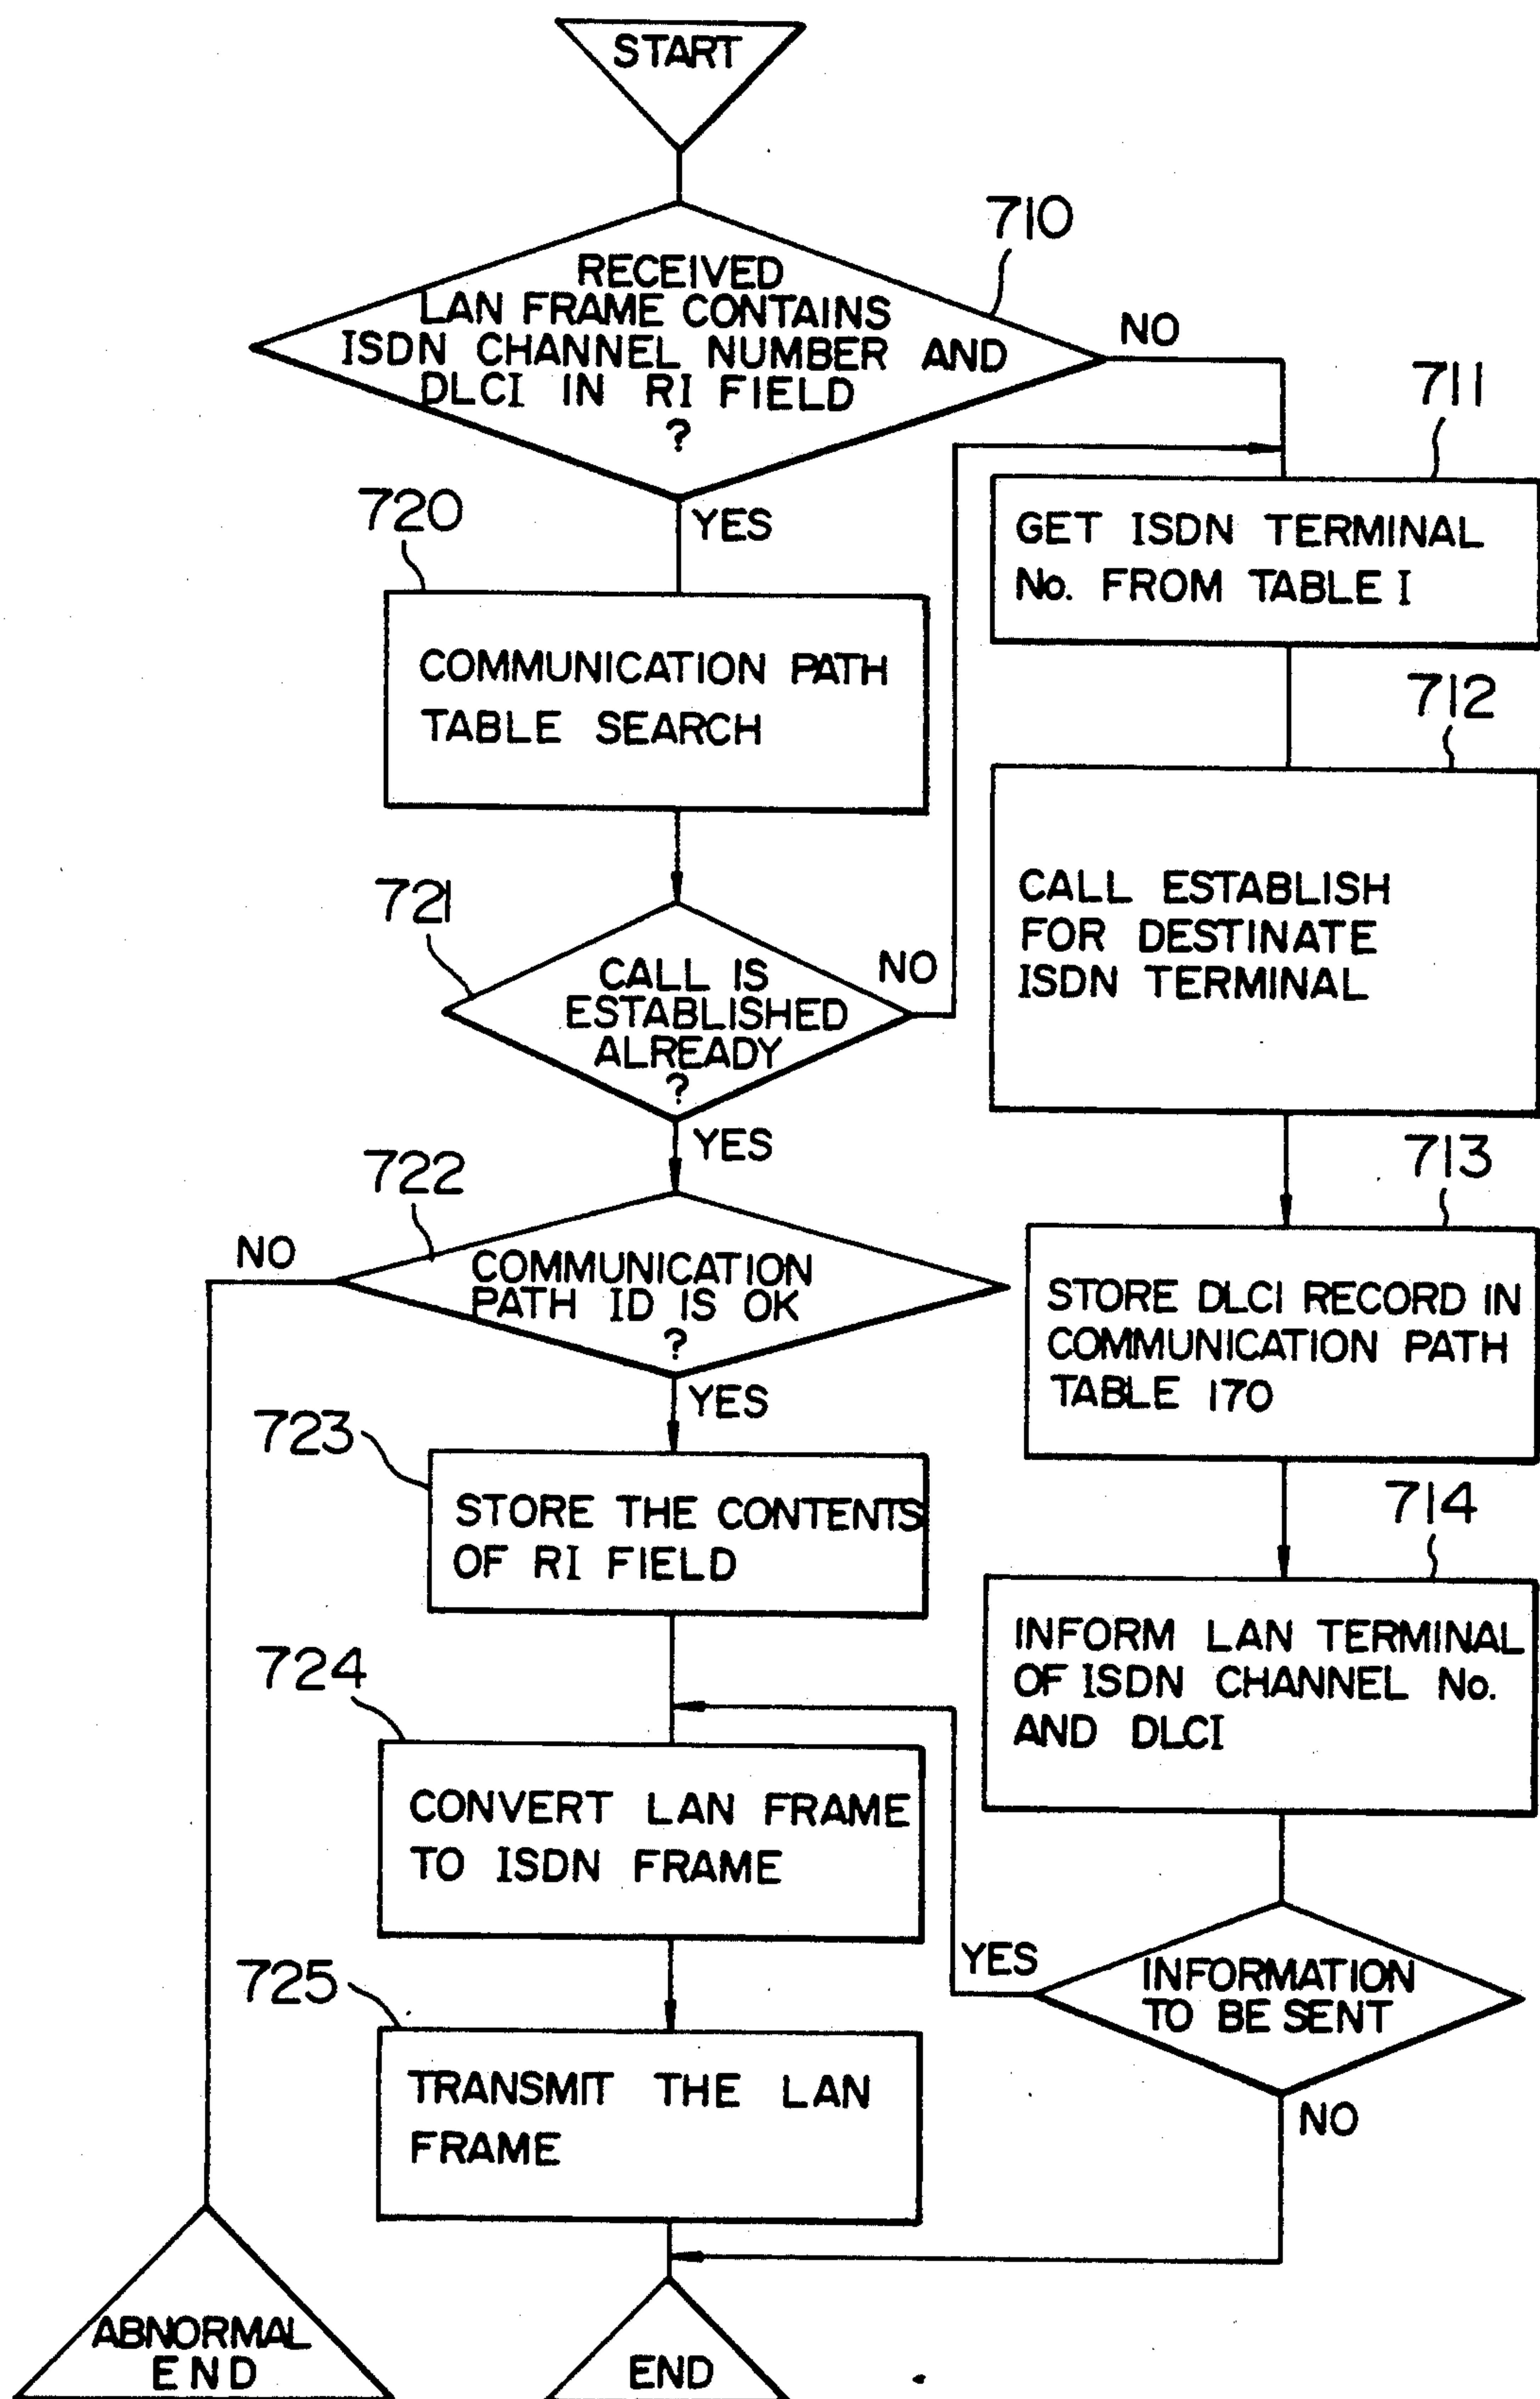 START
710
RECEIVED
LAN FRAME CONTAINS
ISDN CHANNEL NUMBER AND
DLCI IN RI FIELD
?
NO
YES
711
GET ISDN TERMINAL
No. FROM TABLE I
720
COMMUNICATION PATH
TABLE SEARCH
712
CALL ESTABLISH
FOR DESTINATE
ISDN TERMINAL
721
CALL IS
ESTABLISHED
ALREADY
?
NO
YES
713
STORE DLCI RECORD IN
COMMUNICATION PATH
TABLE 170
722
COMMUNICATION
PATH ID IS OK
?
NO
YES
723
STORE THE CONTENTS
OF RI FIELD
714
INFORM LAN TERMINAL
OF ISDN CHANNEL No.
AND DLCI
724
CONVERT LAN FRAME
TO ISDN FRAME
YES
INFORMATION
TO BE SENT
NO
725
TRANSMIT THE LAN
FRAME
ABNORMAL
END
END